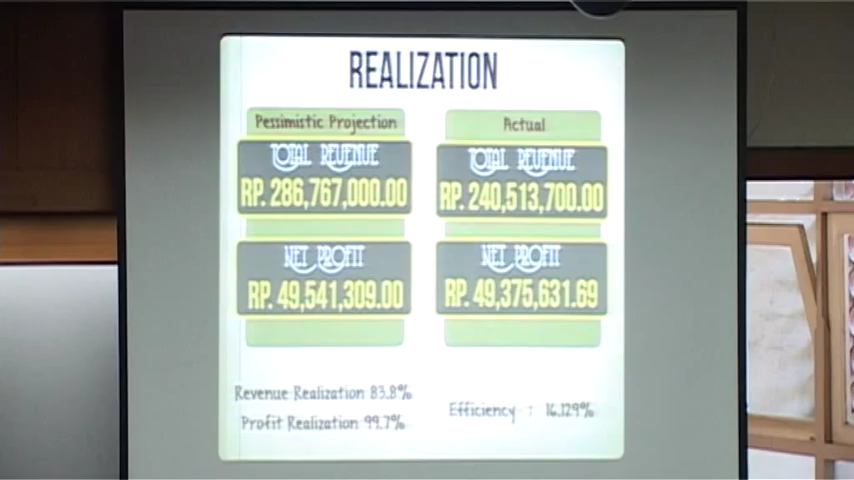 REALIZATION
Pessimistic Projection
TOTAL REVENUE
RP. 286,767,000.00
NET PROFIT
RP. 49,541,309.00
Actual
TOTAL REVENUE
RP. 240,513,700.00
NET PROFIT
RP. 49,375,631.69
Revenue Realization 83.8%
Profit Realization 99.7%
Efficiency : 16.129%